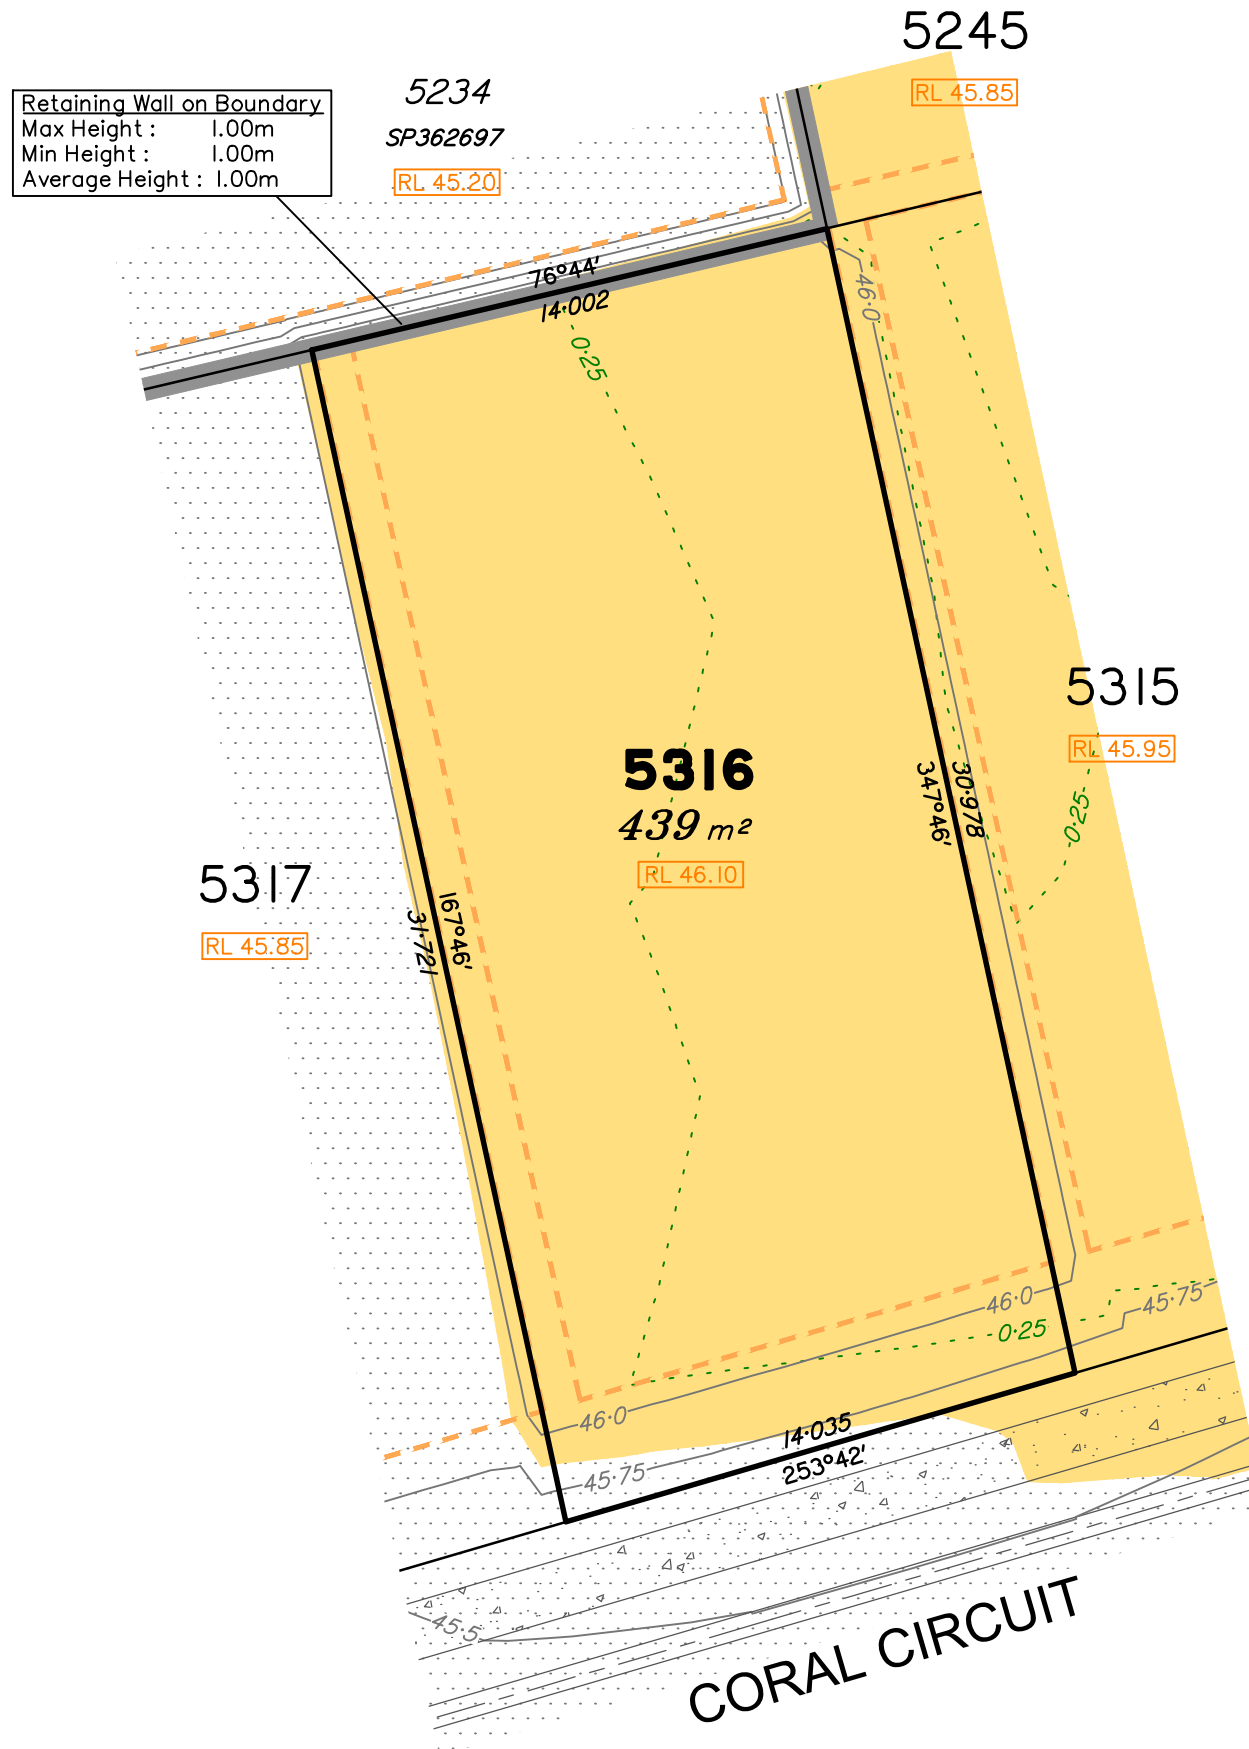 5245
RL 45.85
5234
SP362697
RL 45.20
Retaining Wall on Boundary
Max Height : 1.00m
Min Height : 1.00m
Average Height : 1.00m
76°44'
14·002
46·0
0·25
5315
RL 45.95
5316
439 m²
RL 46.10
347°46'
30·978
0·25
5317
RL 45.85
167°46'
31·721
46·0
45·75
0·25
46·0
14·035
253°42'
45·75
45·5
CORAL CIRCUIT